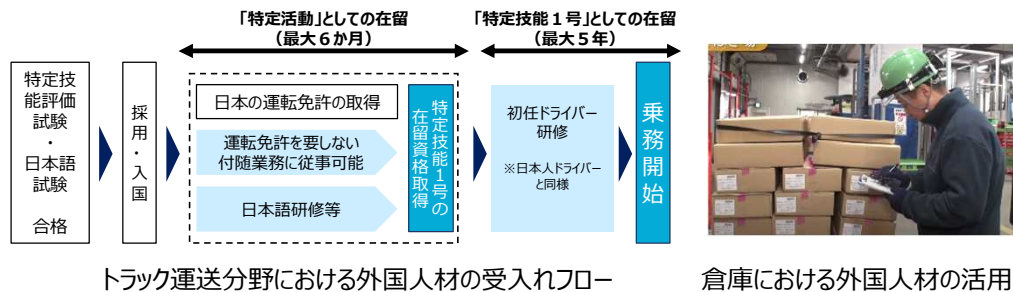 「特定活動」としての在留
（最大６か月）
「特定技能１号」としての在留
（最大５年）
特定技
能評価
試験
・
日本語
試験
合格
採用・入国
日本の運転免許の取得
運転免許を要しない
付随業務に従事可能
日本語研修等
特定技能１号の
在留資格取得
初任ドライバー
研修
※日本人ドライバー
と同様
乗務開始
トラック運送分野における外国人材の受入れフロー
倉庫における外国人材の活用